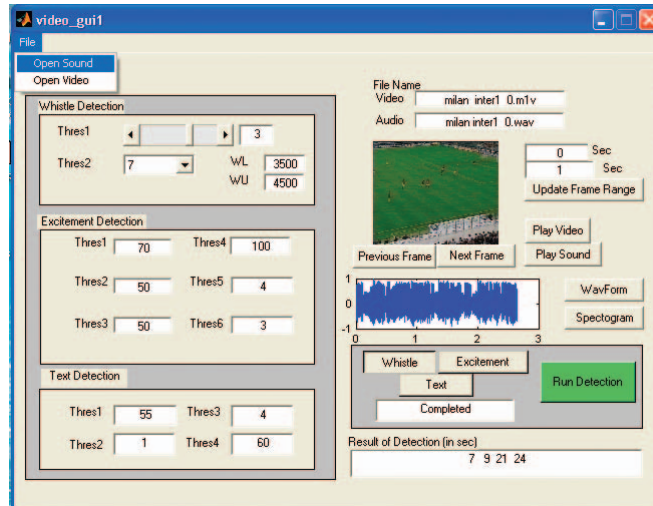 video_gui1
File
Open Sound
Open Video
Whistle Detection
Thres1 3
Thres2 7 WL 3500
WU 4500
Excitement Detection
Thres1 70 Thres4 100
Thres2 50 Thres5 4
Thres3 50 Thres6 3
Text Detection
Thres1 55 Thres3 4
Thres2 1 Thres4 60
File Name
Video milan inter1 0.m1v
Audio milan inter1 0.wav
0 Sec
1 Sec
Update Frame Range
Play Video
Previous Frame Next Frame Play Sound
1
0
-1
0 1 2 3
WavForm
Spectogram
Whistle Excitement
Text
Run Detection
Completed
Result of Detection (in sec)
7 9 21 24